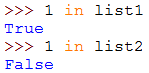 >>> 1 in list1
True
>>> 1 in list2
False